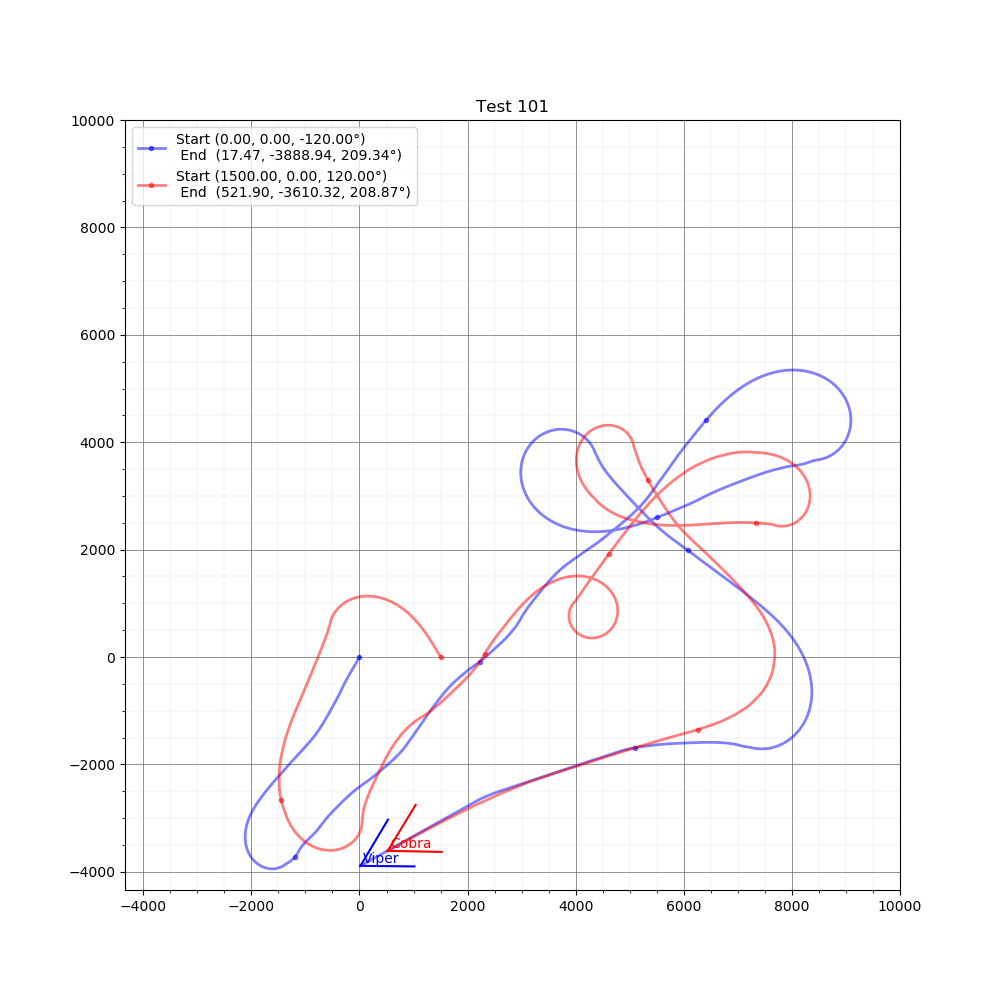 Test 101
Start (0.00, 0.00, -120.00°)
End (17.47, -3888.94, 209.34°)
Start (1500.00, 0.00, 120.00°)
End (521.90, -3610.32, 208.87°)
10000
8000
6000
4000
2000
0
−2000
−4000
Cobra
Viper
−4000 −2000 0 2000 4000 6000 8000 10000